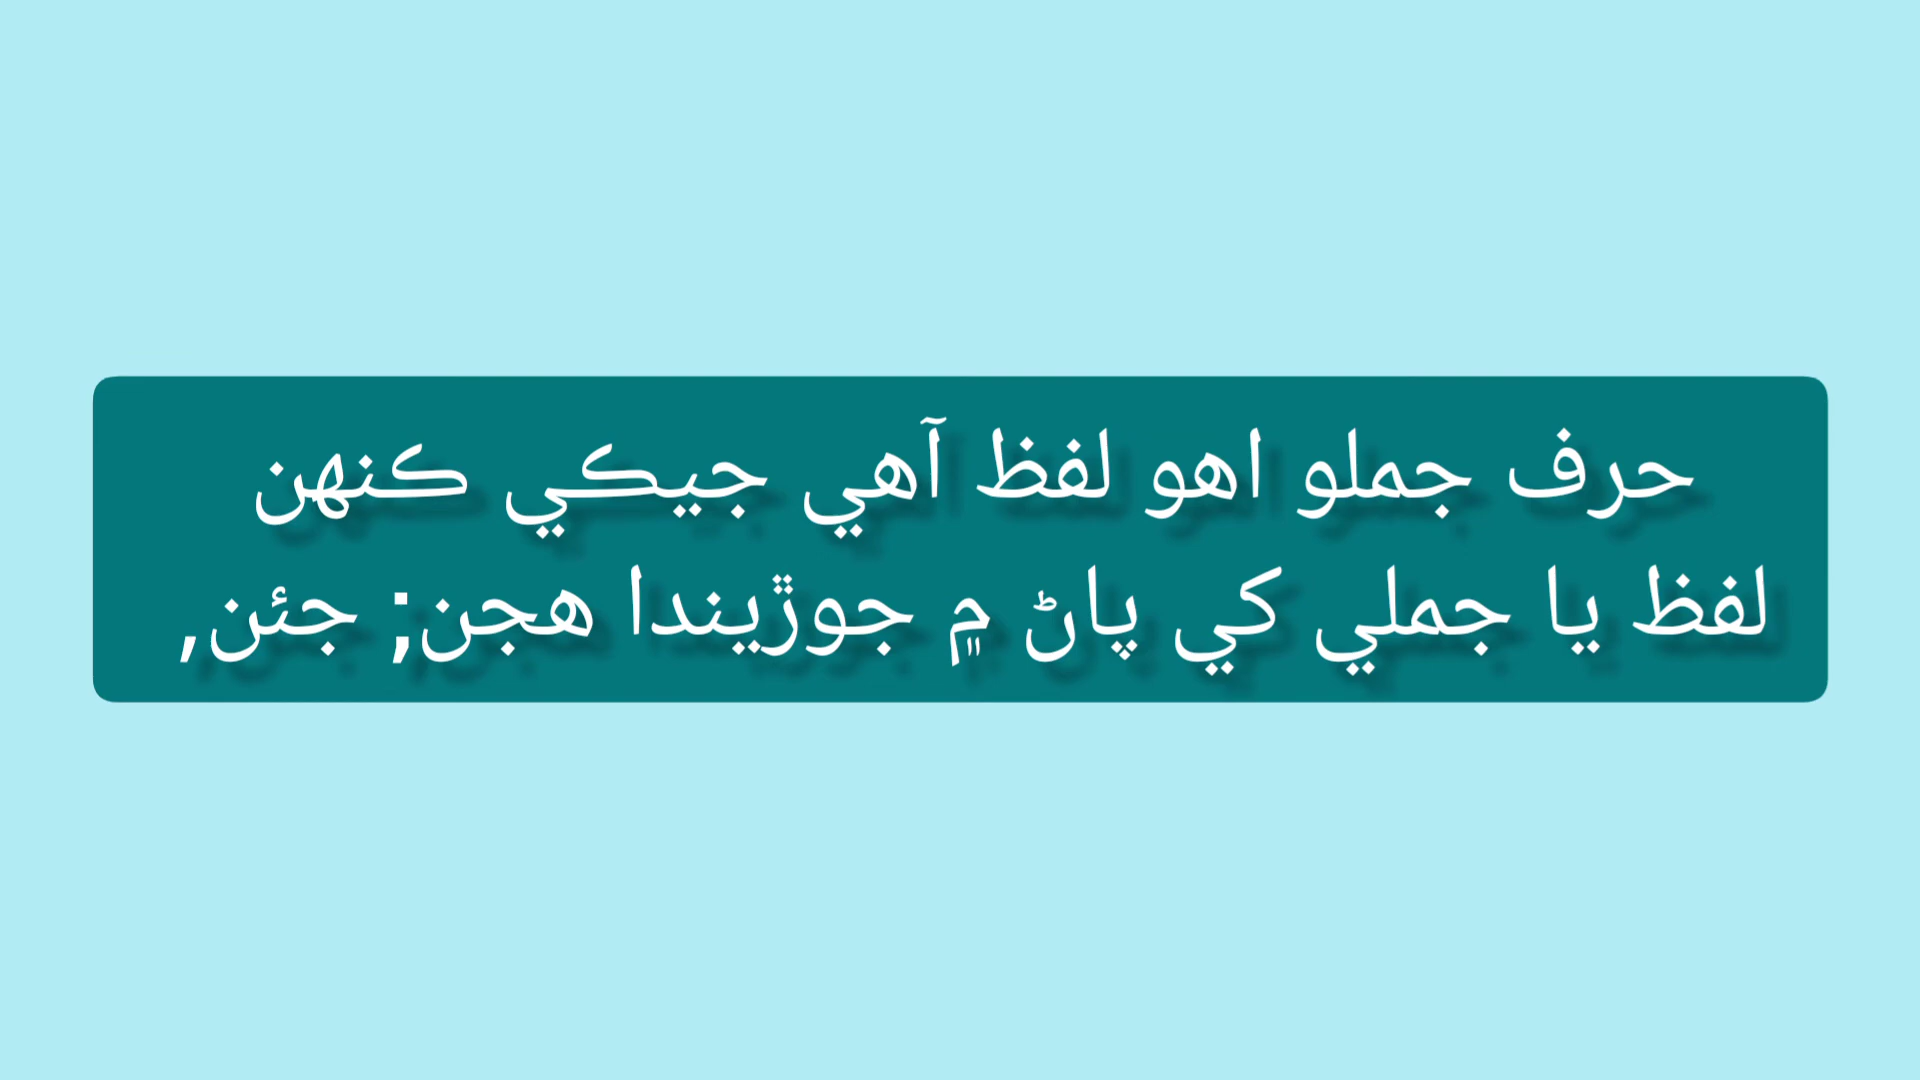 حرف جملو اهو لفظ آهي جيڪي ڪنهن
لفظ يا جملي کي پاڻ ۾ جوڙيندا هجن; جئن,